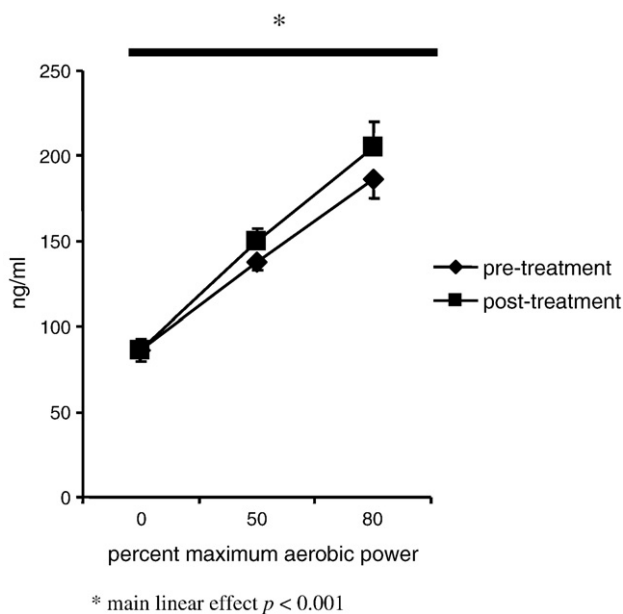 *
250
200
150
100
50
0
ng/ml
pre-treatment
post-treatment
0 50 80
percent maximum aerobic power
* main linear effect p < 0.001